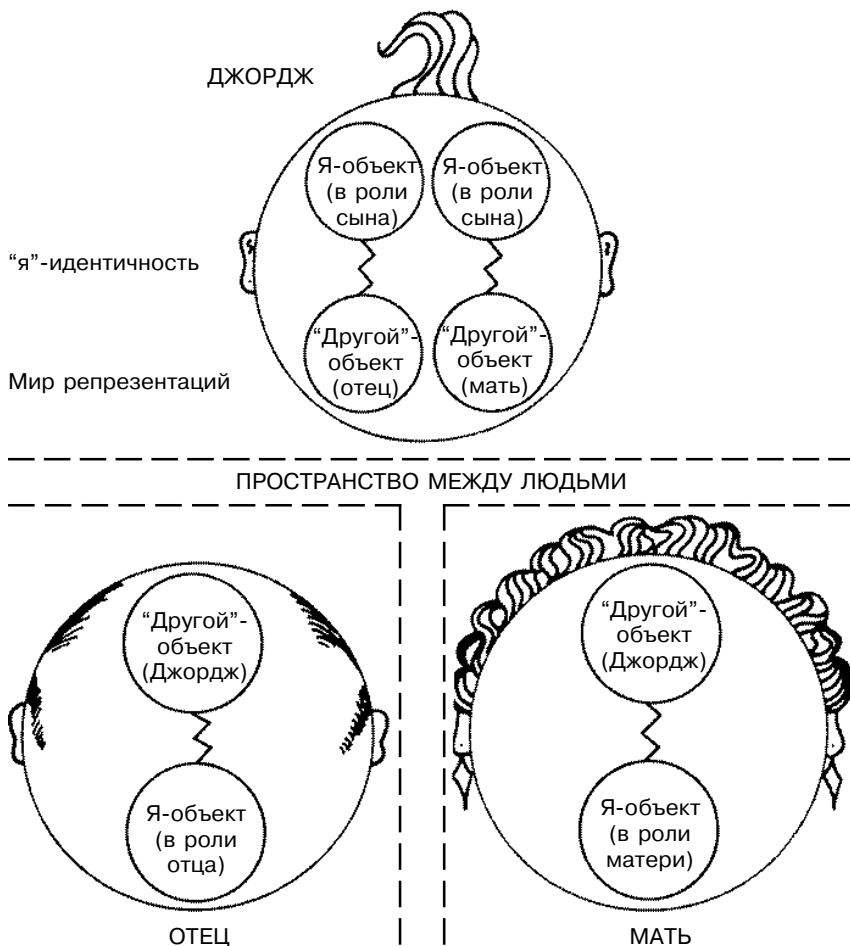 ДЖОРДЖ
Я-объект
(в роли
сына)
Я-объект
(в роли
сына)
“я”-идентичность
“Другой”-
объект
(отец)
“Другой”-
объект
(мать)
Мир репрезентаций
ПРОСТРАНСТВО МЕЖДУ ЛЮДЬМИ
“Другой”-
объект
(Джордж)
Я-объект
(в роли
отца)
ОТЕЦ
“Другой”-
объект
(Джордж)
Я-объект
(в роли
матери)
МАТЬ